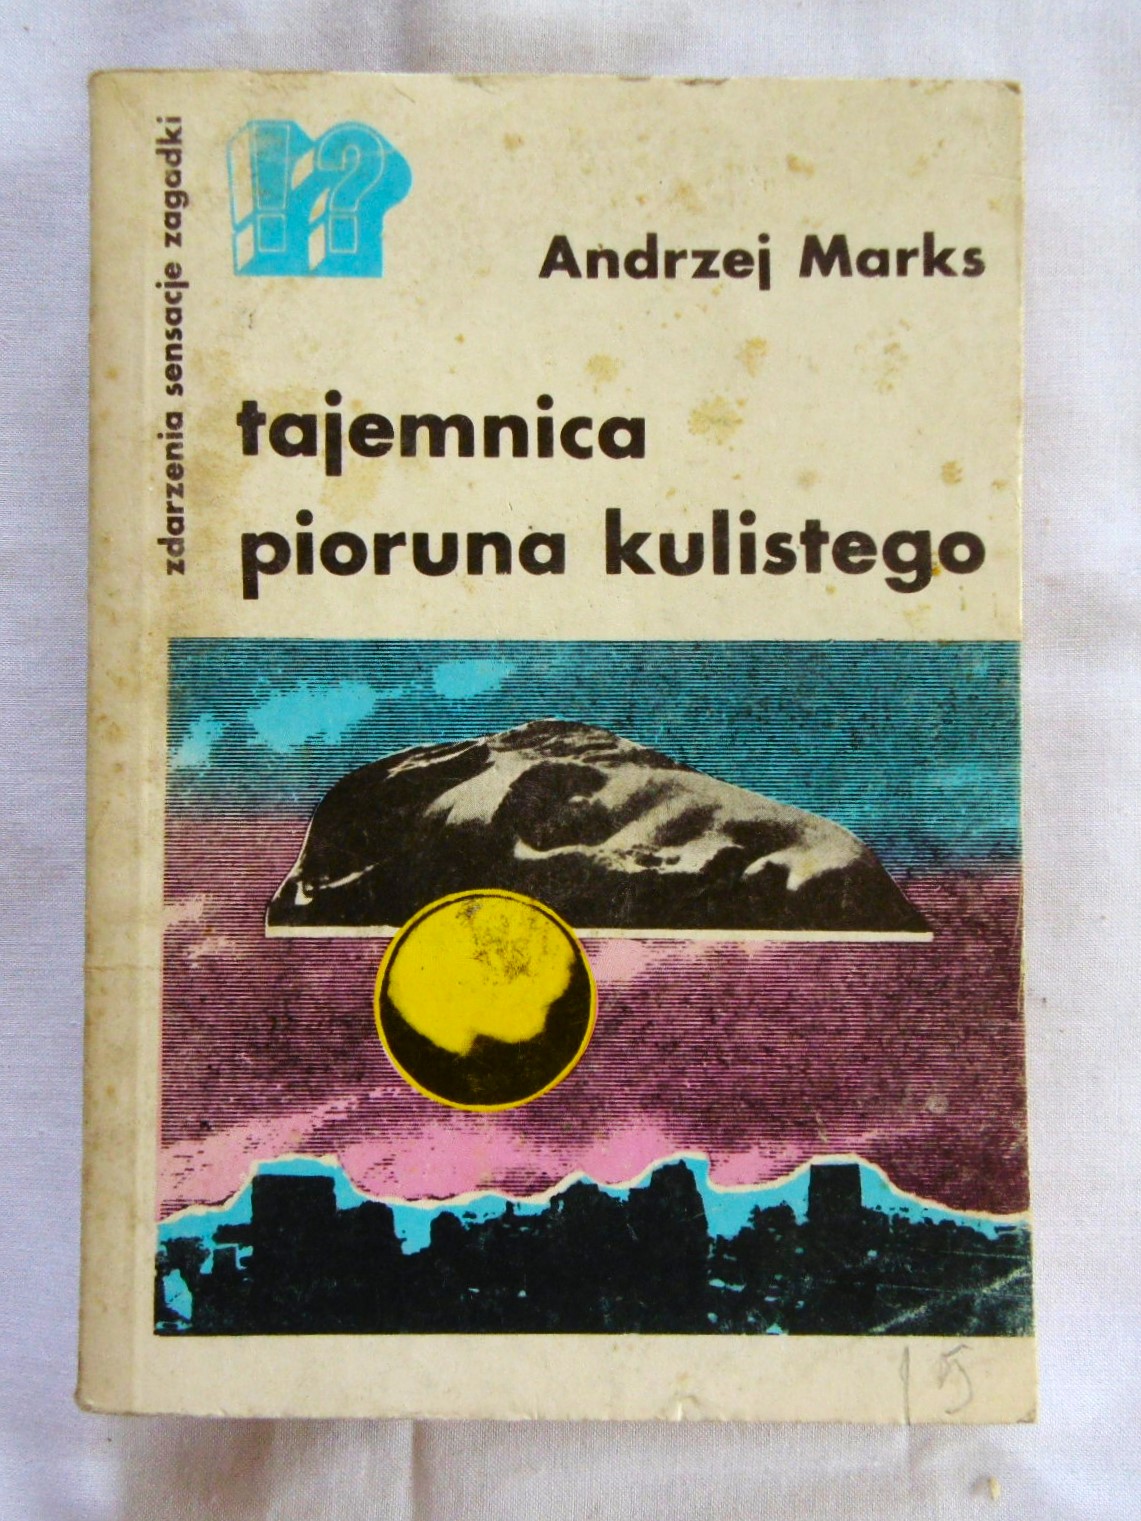 zdarzenia sensacje zagadki
!?
Andrzej Marks
tajemnica
pioruna kulistego
15